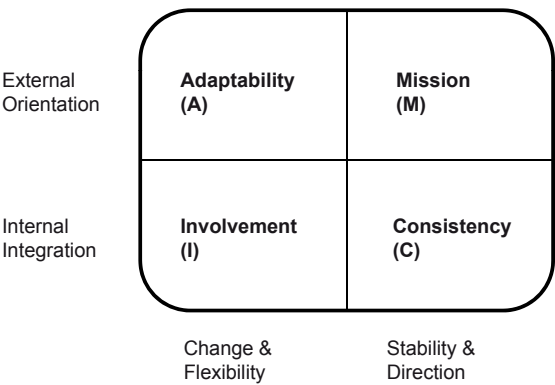 External
Orientation
Adaptability
(A)
Mission
(M)
Internal
Integration
Involvement
(I)
Consistency
(C)
Change &
Flexibility
Stability &
Direction